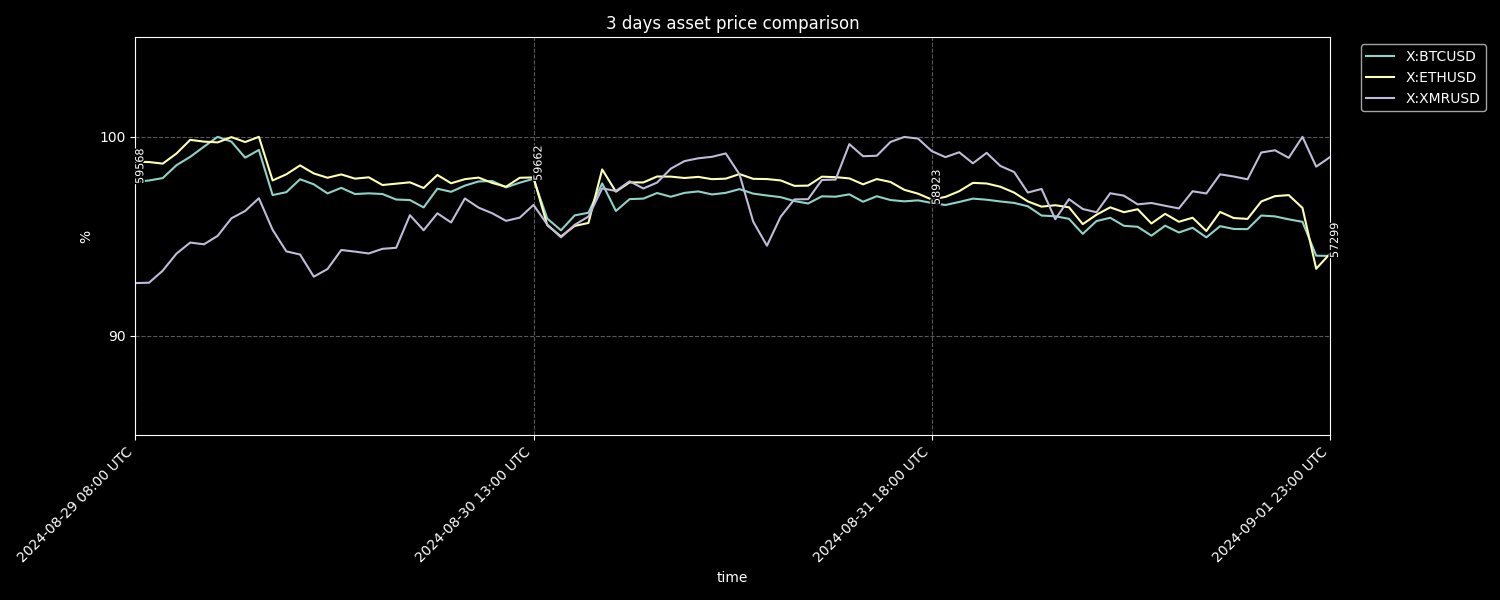 3 days asset price comparison
X:BTCUSD
X:ETHUSD
X:XMRUSD
100
90
%
59568
59662
58923
57299
2024-08-29 08:00 UTC
2024-08-30 13:00 UTC
2024-08-31 18:00 UTC
2024-09-01 23:00 UTC
time